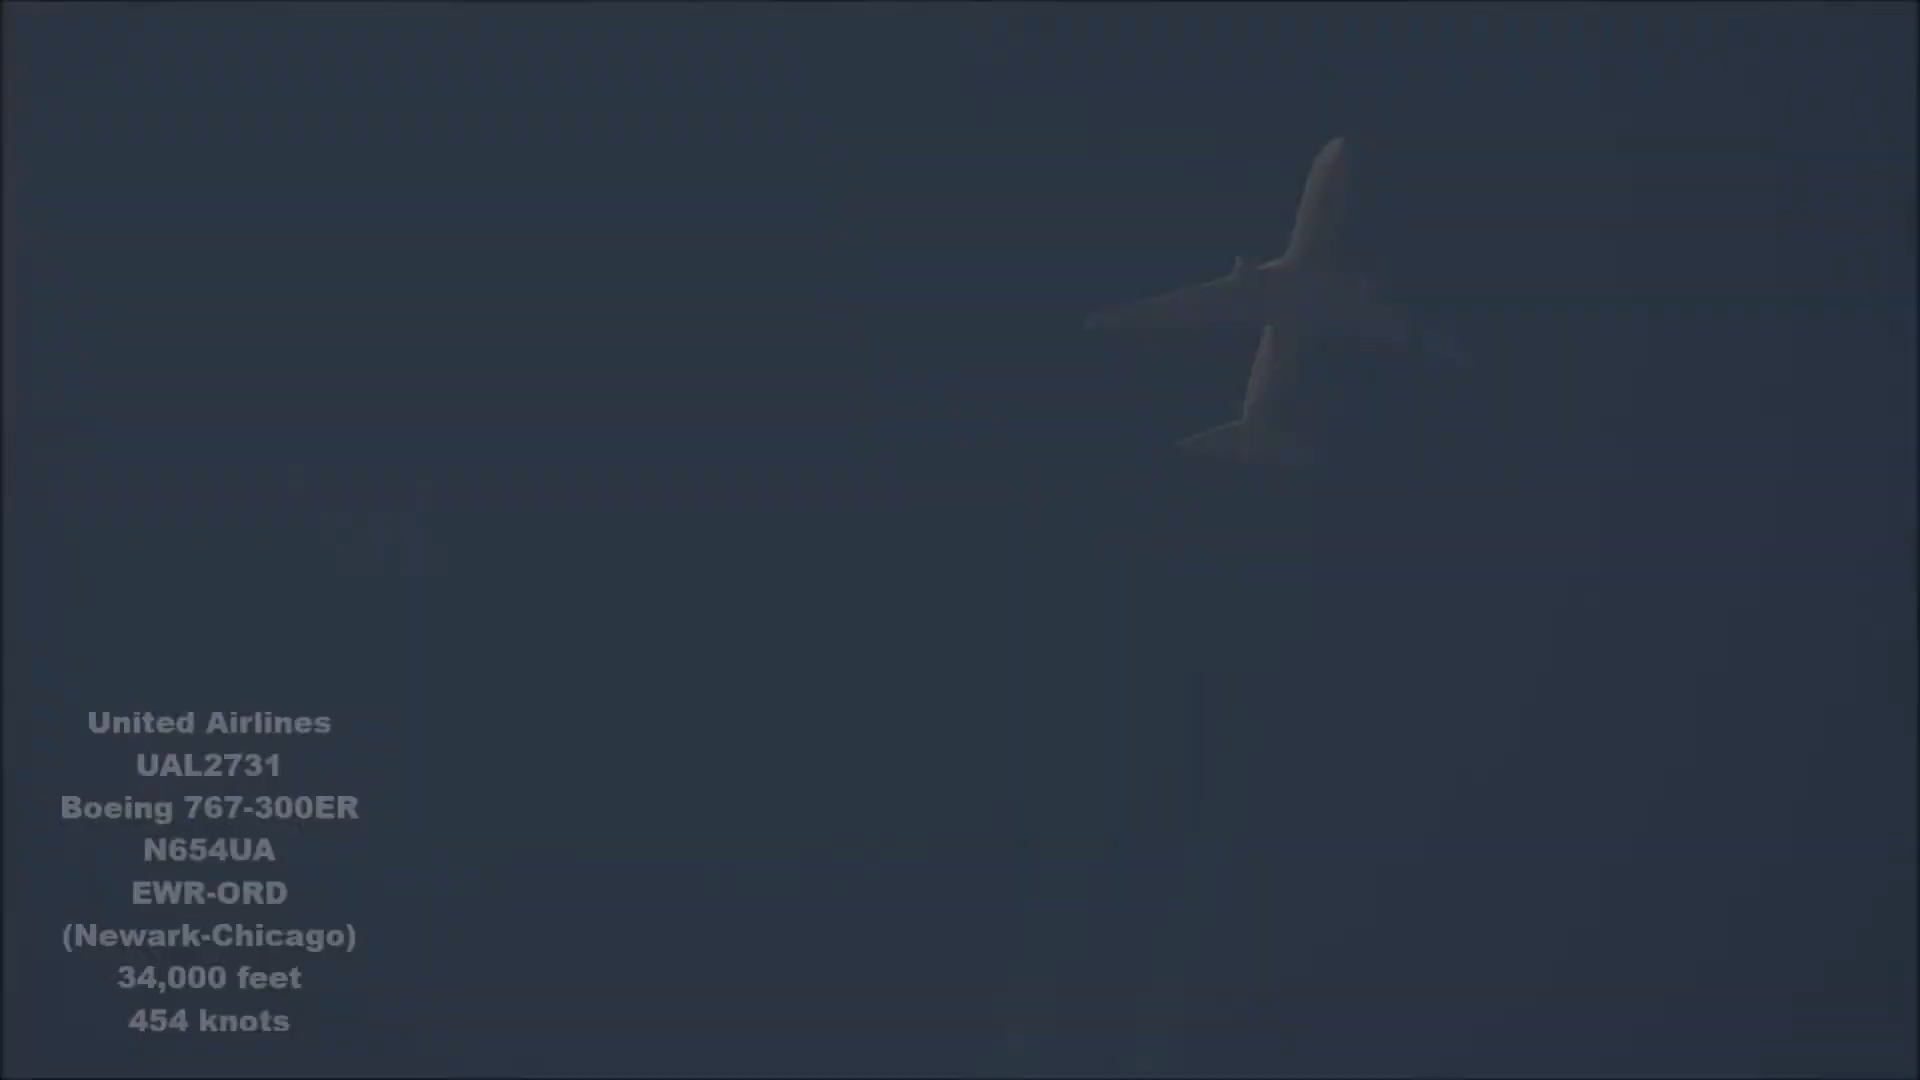 United Airlines
UAL2731
Boeing 767-300ER
N654UA
EWR-ORD
(Newark-Chicago)
34,000 feet
454 knots